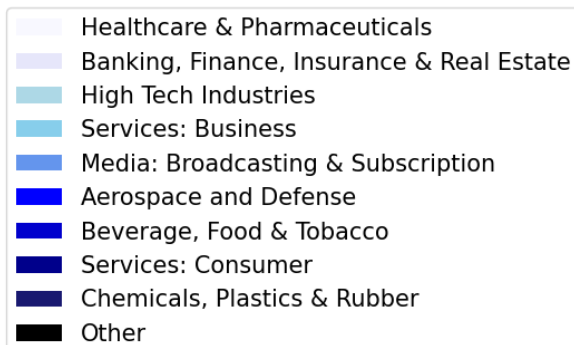 Healthcare & Pharmaceuticals
Banking, Finance, Insurance & Real Estate
High Tech Industries
Services: Business
Media: Broadcasting & Subscription
Aerospace and Defense
Beverage, Food & Tobacco
Services: Consumer
Chemicals, Plastics & Rubber
Other